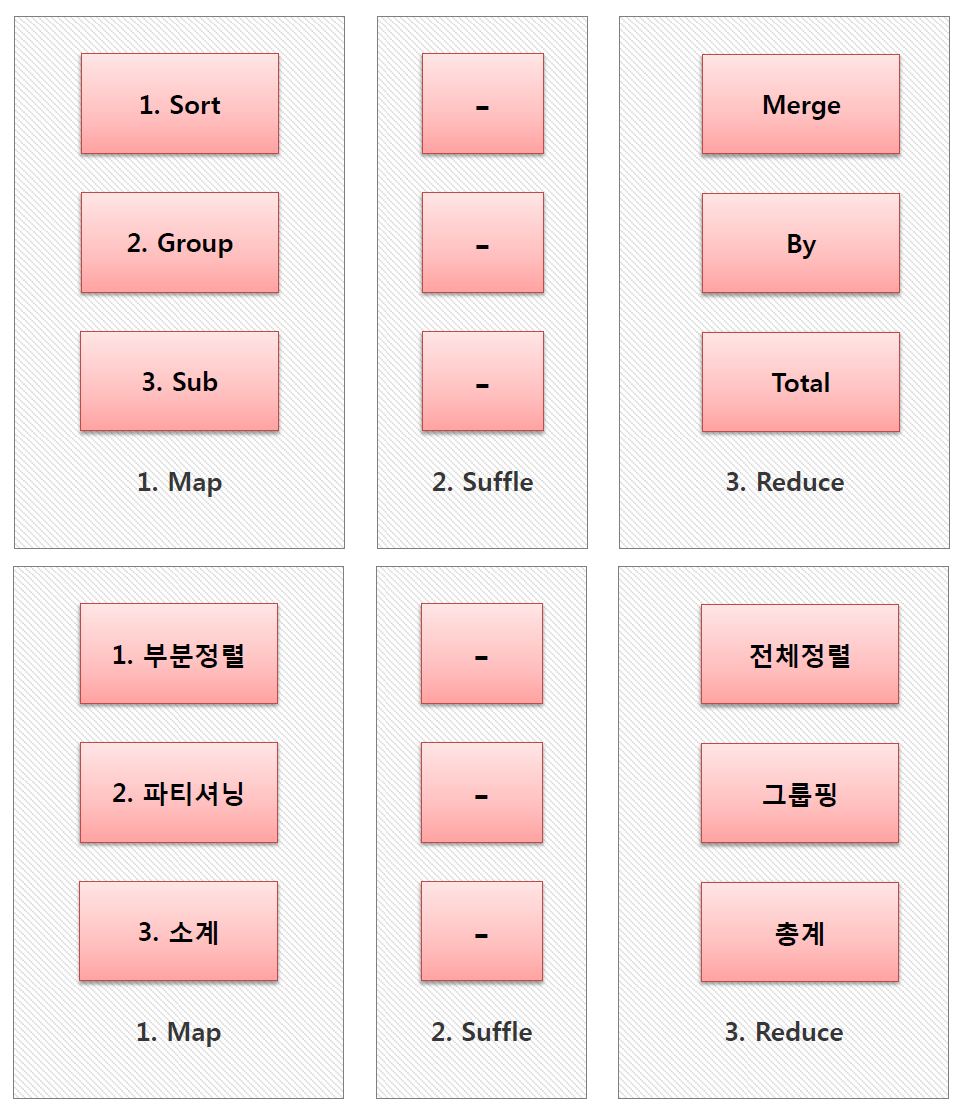 1. Sort
-
Merge
2. Group
-
By
3. Sub
-
Total
1. Map
2. Suffle
3. Reduce
1. 부분정렬
-
전체정렬
2. 파티셔닝
-
그룹핑
3. 소계
-
총계
1. Map
2. Suffle
3. Reduce